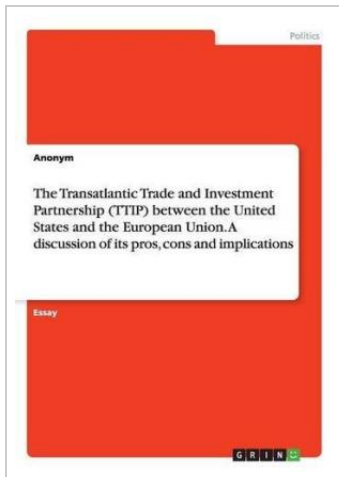 Politics
Anonym
The Transatlantic Trade and Investment
Partnership (TTIP) between the United
States and the European Union. A
discussion of its pros, cons and implications
Essay
GRIN